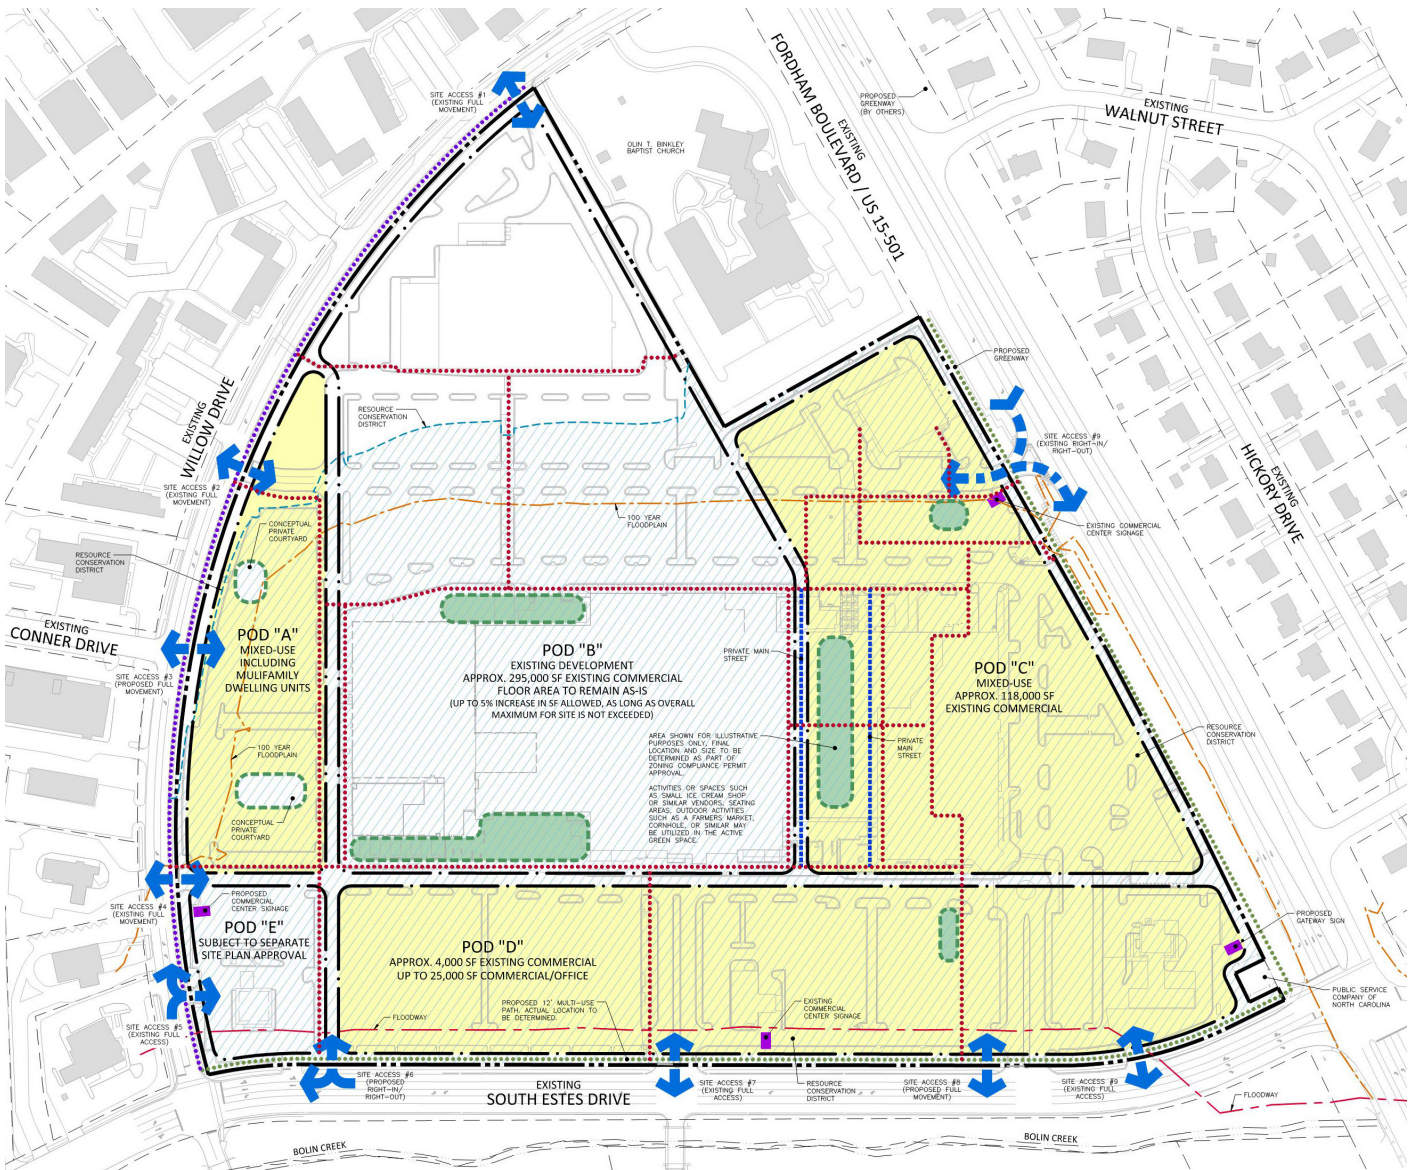 SITE ACCESS #1
(EXISTING FULL
MOVEMENT)
OLIN T. BINKLEY
BAPTIST CHURCH
EXISTING
FORDHAM BOULEVARD / US 15-501
PROPOSED
GREENWAY
(BY OTHERS)
EXISTING
WALNUT STREET
PROPOSED
GREENWAY
EXISTING
WILLOW DRIVE
RESOURCE
CONSERVATION
DISTRICT
SITE ACCESS #9
(EXISTING RIGHT-IN/
RIGHT-OUT)
EXISTING
HICKORY DRIVE
SITE ACCESS #2
(EXISTING FULL
MOVEMENT)
CONCEPTUAL
PRIVATE
COURTYARD
100 YEAR
FLOODPLAIN
EXISTING COMMERCIAL
CENTER SIGNAGE
RESOURCE
CONSERVATION
DISTRICT
EXISTING
CONNER DRIVE
POD "A"
MIXED-USE
INCLUDING
MULIFAMILY
DWELLING UNITS
POD "B"
EXISTING DEVELOPMENT
APPROX. 295,000 SF EXISTING COMMERCIAL
FLOOR AREA TO REMAIN AS-IS
(UP TO 5% INCREASE IN SF ALLOWED, AS LONG AS OVERALL
MAXIMUM FOR SITE IS NOT EXCEEDED)
PRIVATE MAIN
STREET
POD "C"
MIXED-USE
APPROX. 118,000 SF
EXISTING COMMERCIAL
SITE ACCESS #3
(PROPOSED FULL
MOVEMENT)
100 YEAR
FLOODPLAIN
AREA SHOWN FOR ILLUSTRATIVE
PURPOSES ONLY, FINAL
LOCATION AND SIZE TO BE
DETERMINED AS PART OF
ZONING COMPLIANCE PERMIT
APPROVAL.
ACTIVITIES OR SPACES SUCH
AS SMALL ICE CREAM SHOP
OR SIMILAR VENDORS, SEATING
AREAS, OUTDOOR ACTIVITIES
SUCH AS A FARMERS MARKET,
CORNHOLE, OR SIMILAR MAY
BE UTILIZED IN THE ACTIVE
GREEN SPACE.
PRIVATE
MAIN
STREET
RESOURCE
CONSERVATION
DISTRICT
CONCEPTUAL
PRIVATE
COURTYARD
SITE ACCESS #4
(EXISTING FULL
MOVEMENT)
PROPOSED
COMMERCIAL
CENTER SIGNAGE
POD "E"
SUBJECT TO SEPARATE
SITE PLAN APPROVAL
POD "D"
APPROX. 4,000 SF EXISTING COMMERCIAL
UP TO 25,000 SF COMMERCIAL/OFFICE
PROPOSED
GATEWAY SIGN
PUBLIC SERVICE
COMPANY OF
NORTH CAROLINA
SITE ACCESS #5
(EXISTING FULL
ACCESS)
FLOODWAY
PROPOSED 12' MULTI-USE
PATH. ACTUAL LOCATION TO
BE DETERMINED.
EXISTING
COMMERCIAL
CENTER SIGNAGE
SITE ACCESS #6
(PROPOSED
RIGHT-IN/
RIGHT-OUT)
EXISTING
SOUTH ESTES DRIVE
SITE ACCESS #7
(EXISTING FULL
ACCESS)
RESOURCE
CONSERVATION
DISTRICT
SITE ACCESS #8
(PROPOSED FULL
MOVEMENT)
SITE ACCESS #9
(EXISTING FULL
ACCESS)
FLOODWAY
BOLIN CREEK
BOLIN CREEK